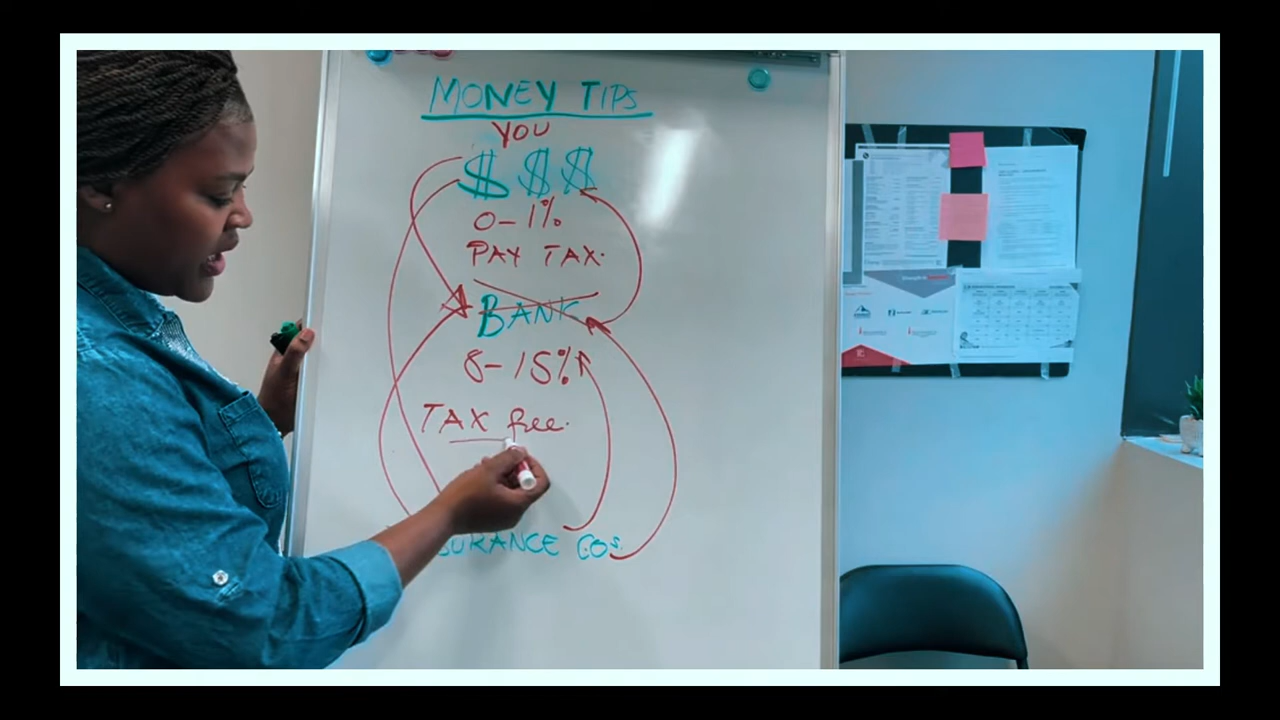 MONEY TIPS
YOU
$ $ $
0-1%
PAY TAX.
BANK
8-15%
TAX free.
SURANCE COs.